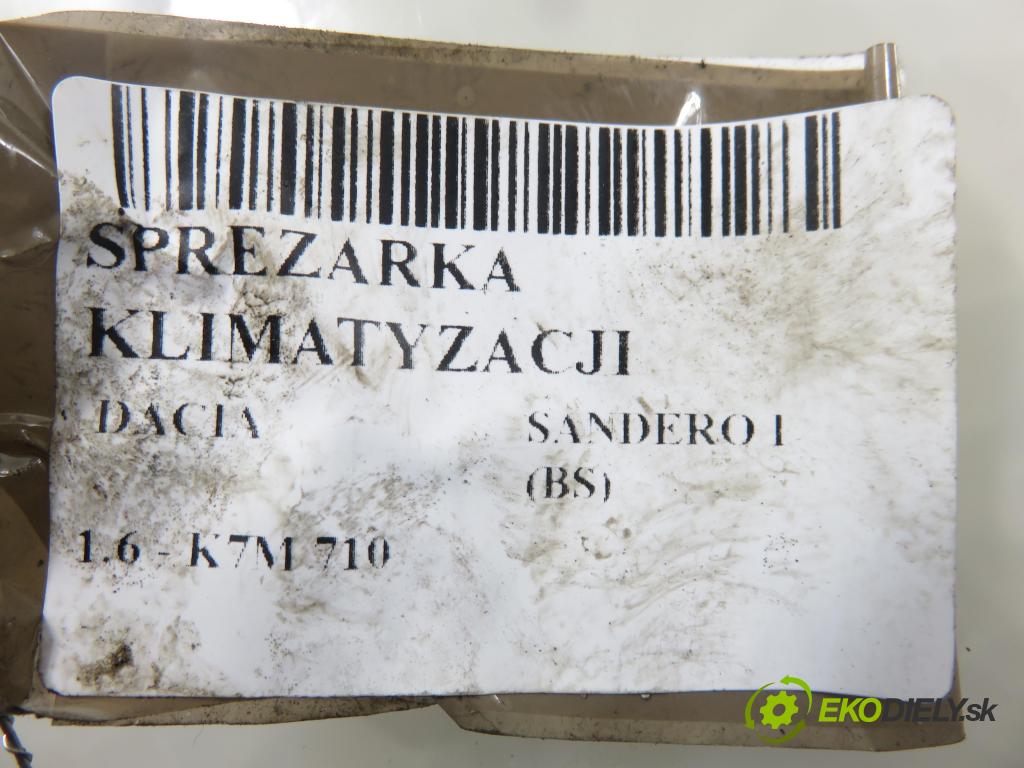 SPREZARKA
KLIMATYZACJI
DACIA SANDERO I
(BS)
1.6 - K7M 710
EKODIELY.sk